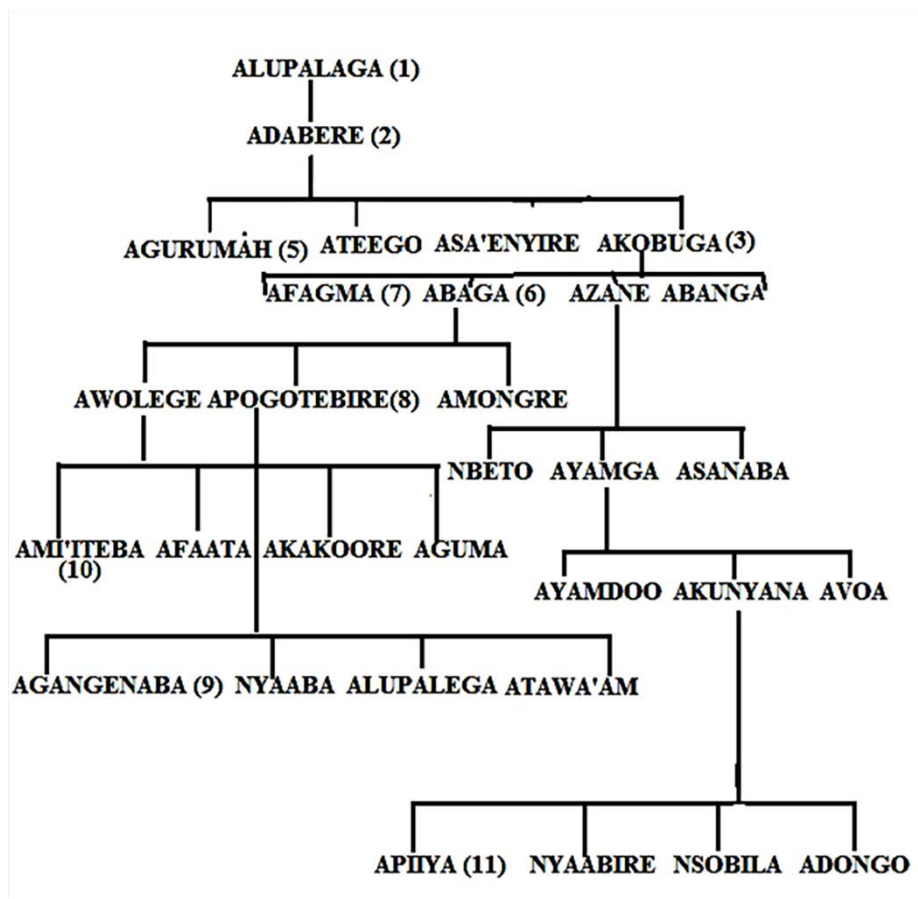 ALUPALAGA (1)
ADABERE (2)
AGURUMAH (5) ATEEGO ASA'ENYIRE AKOBUGA (3)
AFAGMA (7) ABAGA (6) AZANE ABANGA
AWOLEGE APOGOTEBIRE(8) AMONGRE
NBETO AYAMGA ASANABA
AMI'ITEBA AFAATA AKAKOORE AGUMA
(10)
AYAMDOO AKUNYANA AVOA
AGANGENABA (9) NYAABA ALUPALEGA ATAWA'AM
APIIYA (11) NYAABIRE NSOBILA ADONGO